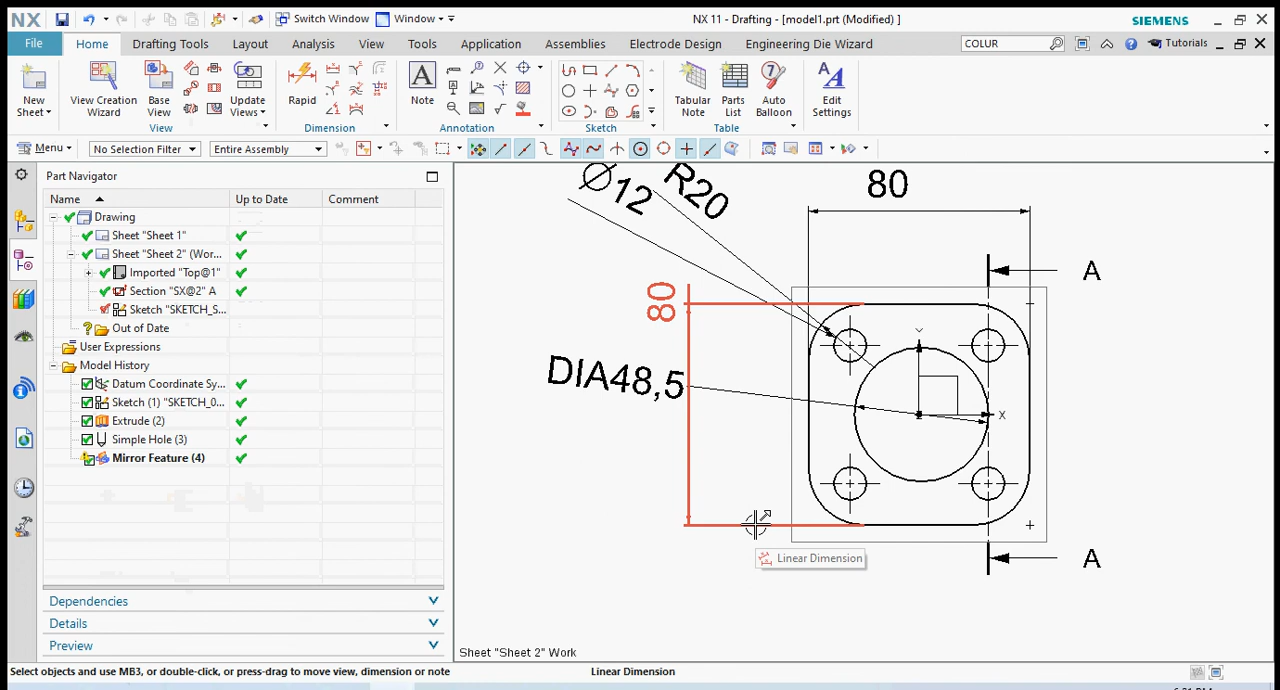 NX
Switch Window
Window
NX 11 - Drafting - [model1.prt (Modified) ]
SIEMENS
File
Home
Drafting Tools
Layout
Analysis
View
Tools
Application
Assemblies
Electrode Design
Engineering Die Wizard
COLUR
Tutorials
New
Sheet
View Creation
Wizard
Base
View
Update
Views
View
Rapid
Dimension
A
Note
Annotation
Sketch
Tabular
Note
Parts
List
Auto
Balloon
Table
Edit
Settings
Menu
No Selection Filter
Entire Assembly
Part Navigator
Name
Up to Date
Comment
Drawing
Sheet "Sheet 1"
Sheet "Sheet 2" (Wor...
Imported "Top@1"
Section "SX@2" A
Sketch "SKETCH_S...
Out of Date
User Expressions
Model History
Datum Coordinate Sy...
Sketch (1) "SKETCH_0...
Extrude (2)
Simple Hole (3)
Mirror Feature (4)
Dependencies
Details
Preview
Ø12
R20
80
A
80
DIA48,5
Y
X
Linear Dimension
A
Sheet "Sheet 2" Work
Select objects and use MB3, or double-click, or press-drag to move view, dimension or note
Linear Dimension